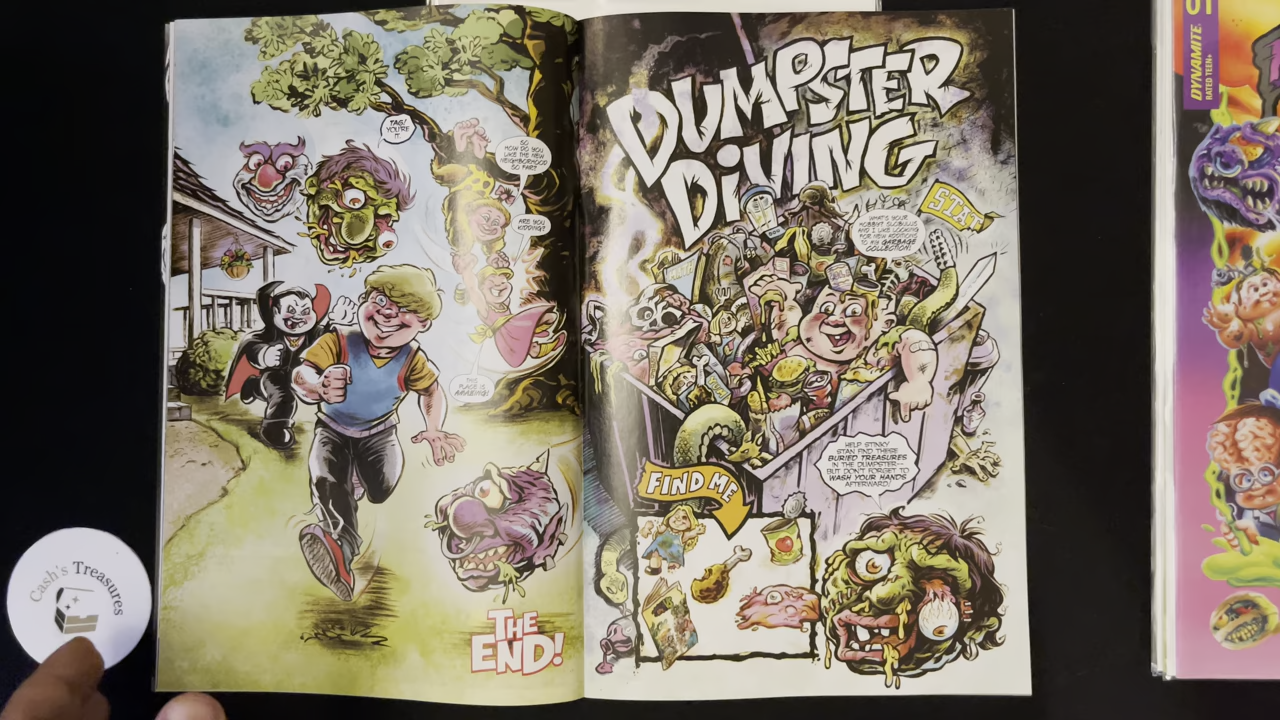 TAG!
YOU'RE
IT.
SO
HOW DO YOU
LIKE THE NEW
NEIGHBORHOOD
SO FAR?
ARE YOU
KIDDING?
THIS
PLACE IS
AMAZING!
THE
END!
DUMPSTER
DIVING
STAT
WHAT'S YOUR
HOBBY? SLOBULUS
AND I LIKE LOOKING
FOR NEW ADDITIONS
TO MY GARBAGE
COLLECTION.
HELP STINKY
STAN FIND THESE
BURIED TREASURES
IN THE DUMPSTER--
BUT DON'T FORGET TO
WASH YOUR HANDS
AFTERWARD!
FIND ME
Cash's Treasures
DYNAMITE
RATED TEEN+